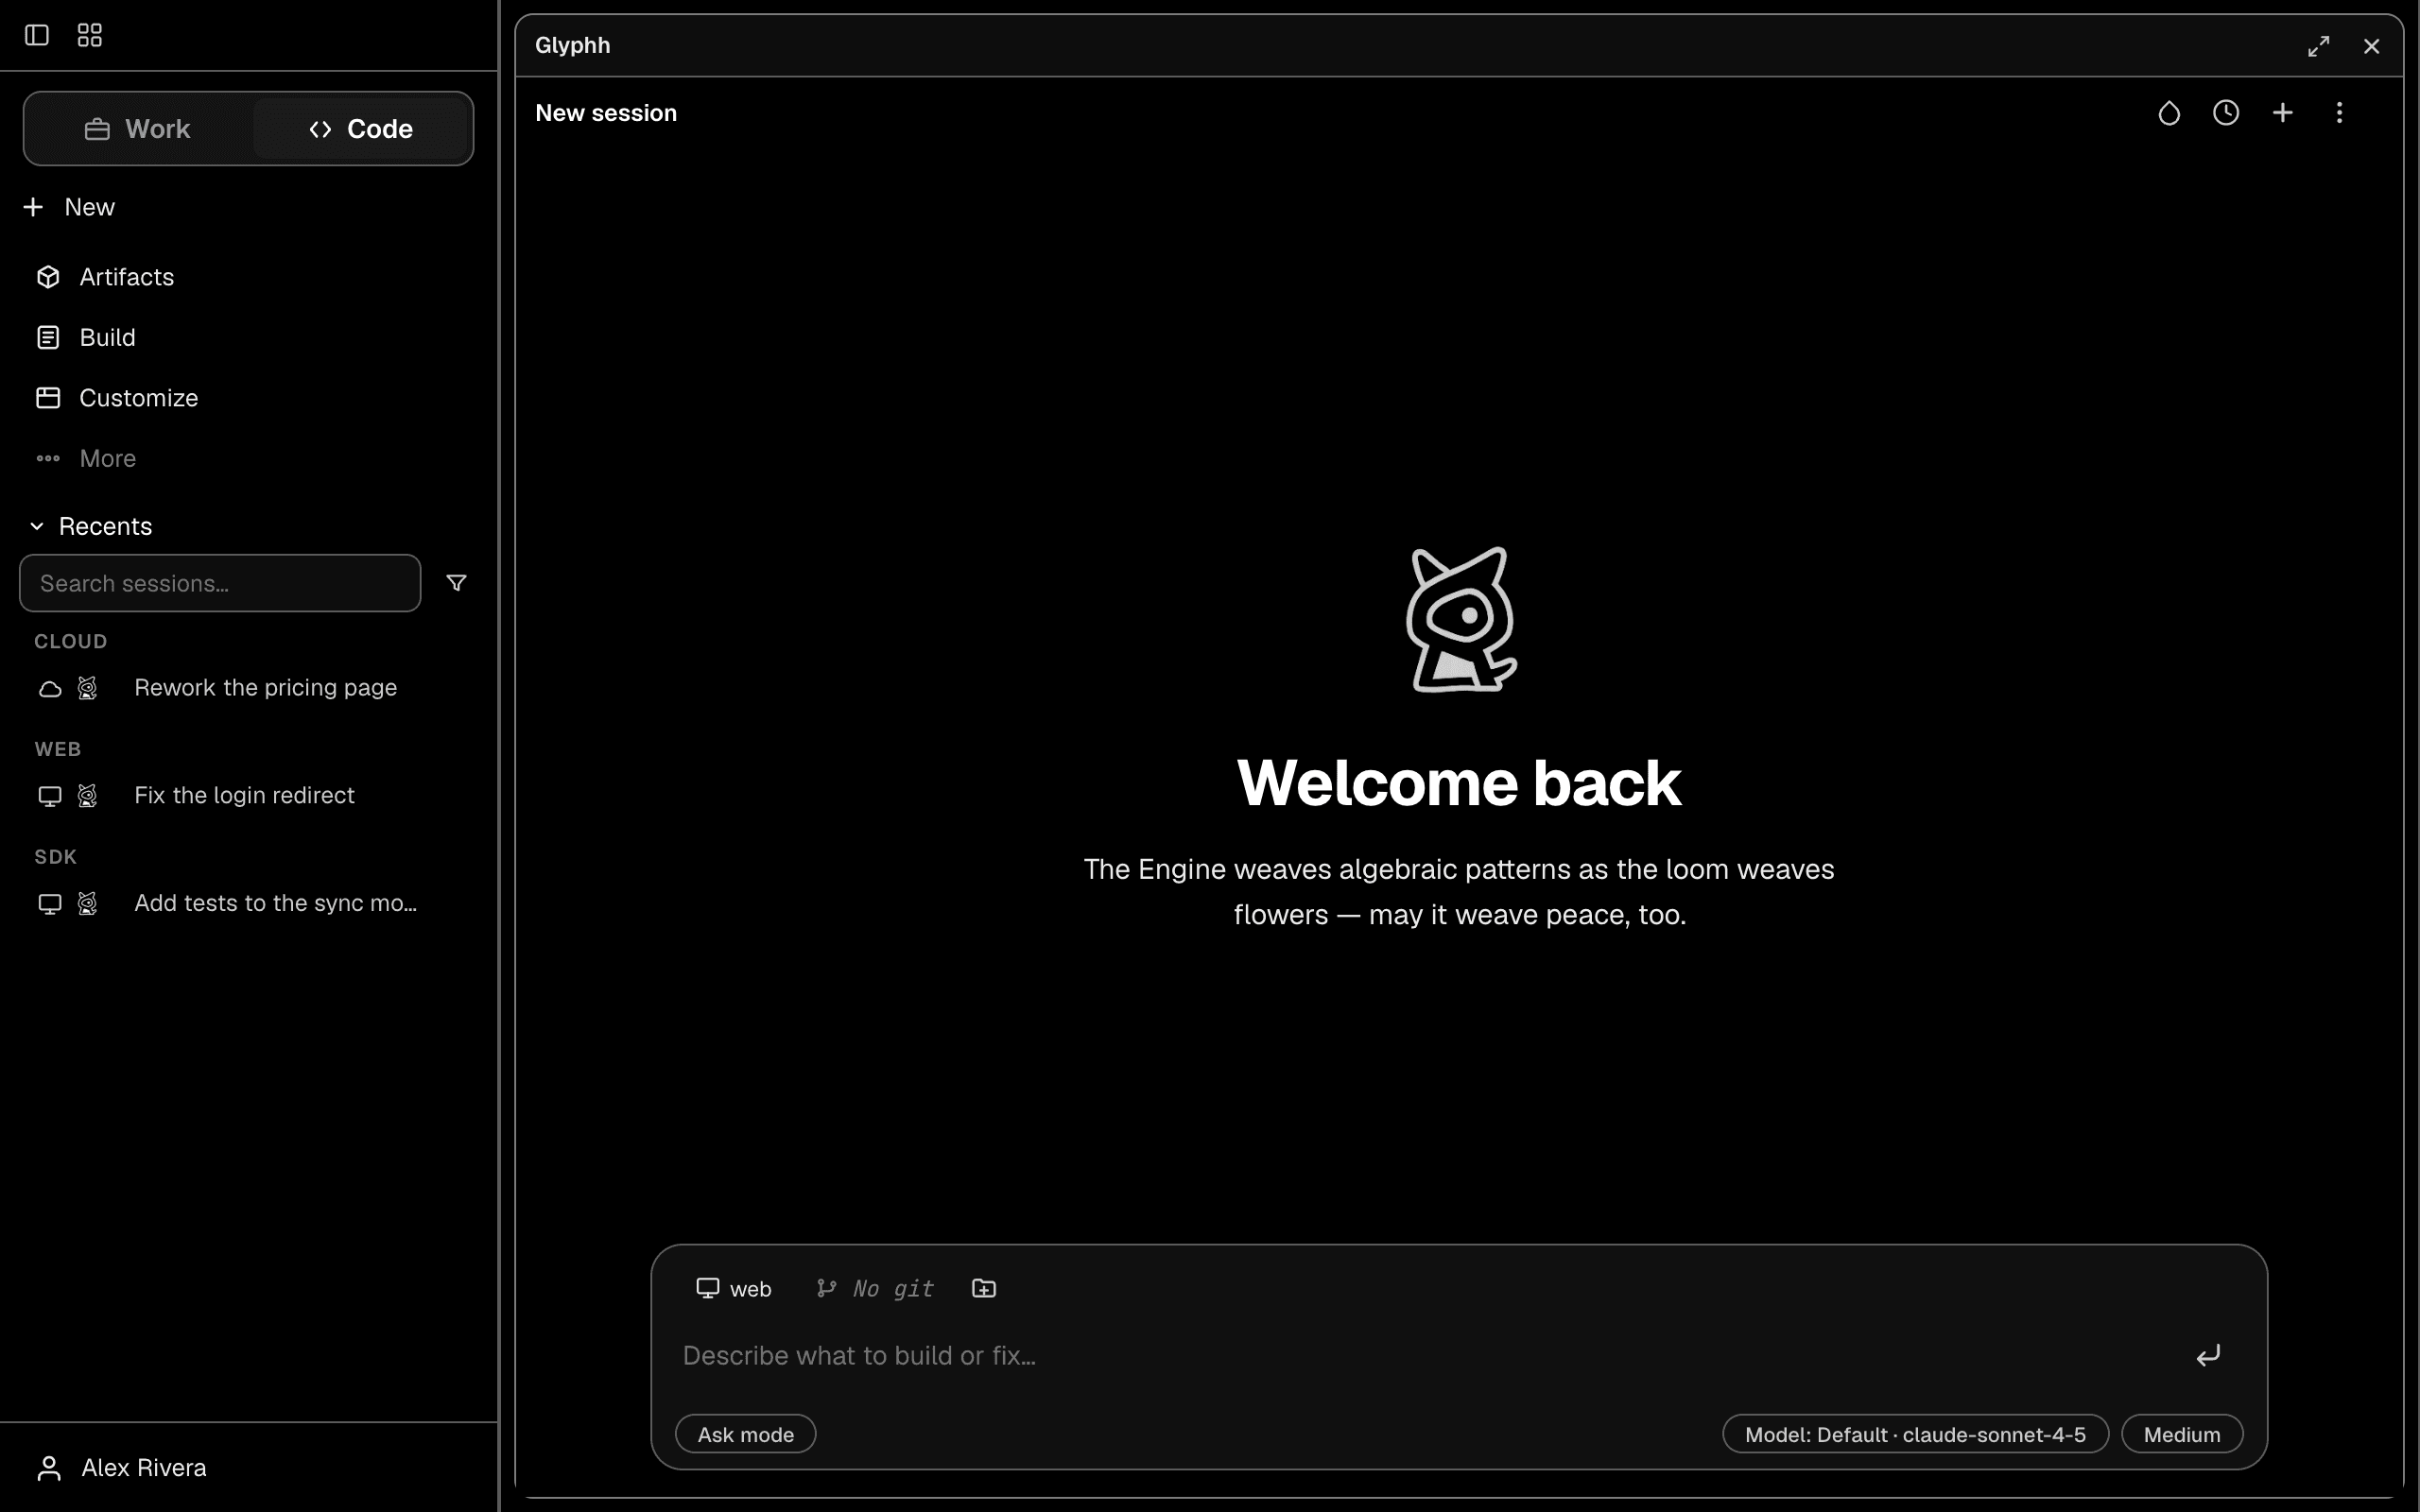 Work
Code
New
Artifacts
Build
Customize
More
Recents
Search sessions...
CLOUD
Rework the pricing page
WEB
Fix the login redirect
SDK
Add tests to the sync mo...
Alex Rivera
Glyphh
New session
Welcome back
The Engine weaves algebraic patterns as the loom weaves
flowers — may it weave peace, too.
web
No git
Describe what to build or fix...
Ask mode
Model: Default · claude-sonnet-4-5
Medium